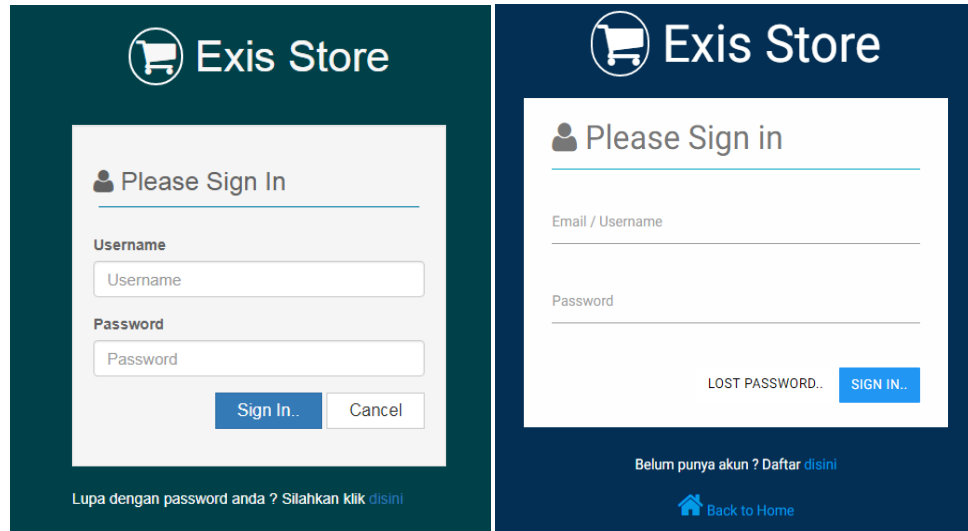 Exis Store
Please Sign In
Username
Username
Password
Password
Sign In.. Cancel
Lupa dengan password anda ? Silahkan klik disini
Exis Store
Please Sign in
Email / Username
Password
LOST PASSWORD.. SIGN IN..
Belum punya akun ? Daftar disini
Back to Home